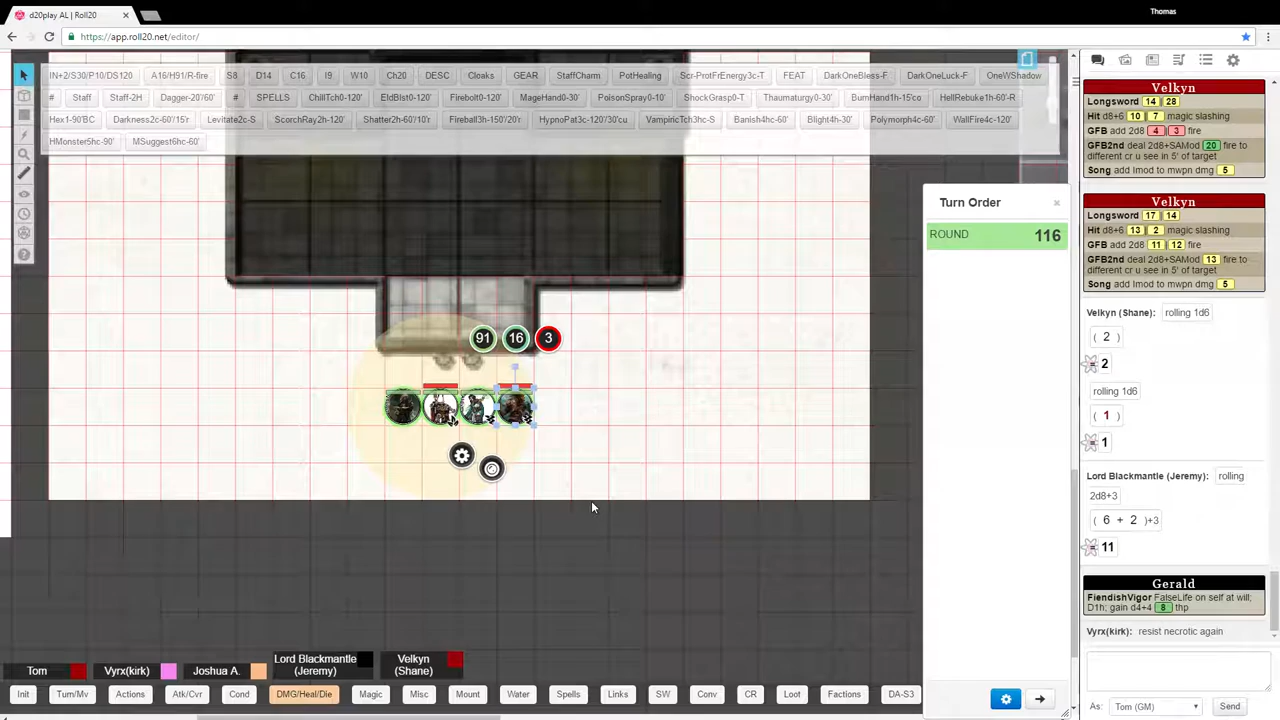 Thomas
d20play AL | Roll20
https://app.roll20.net/editor/
IN+2/S30/P10/DS120 A16/H91/R-fire S8 D14 C16 I9 W10 Ch20 DESC Cloaks GEAR StaffCharm PotHealing Scr-ProtFrEnergy3c-T FEAT DarkOneBless-F DarkOneLuck-F OneWShadow
# Staff Staff-2H Dagger-20'/60' # SPELLS ChillTch0-120' EldBlst0-120' Firebolt0-120' MageHand0-30' PoisonSpray0-10' ShockGrasp0-T Thaumaturgy0-30' BurnHand1h-15'co HellRebuke1h-60'-R
Hex1-90'BC Darkness2c-60'/15'r Levitate2c-S ScorchRay2h-120' Shatter2h-60'/10'r Fireball3h-150'/20'r HypnoPat3c-120'/30'cu VampiricTch3hc-S Banish4hc-60' Blight4h-30' Polymorph4c-60' WallFire4c-120'
HMonster5hc-90' MSuggest6hc-60'
91 16 3
Turn Order ×
ROUND 116
Velkyn
Longsword 14 28
Hit d8+6 10 7 magic slashing
GFB add 2d8 4 3 fire
GFB2nd deal 2d8+SAMod 20 fire to
different cr u see in 5' of target
Song add Imod to mwpn dmg 5
Velkyn
Longsword 17 14
Hit d8+6 13 2 magic slashing
GFB add 2d8 11 12 fire
GFB2nd deal 2d8+SAMod 13 fire to
different cr u see in 5' of target
Song add Imod to mwpn dmg 5
Velkyn (Shane): rolling 1d6
( 2 )
= 2
rolling 1d6
( 1 )
= 1
Lord Blackmantle (Jeremy): rolling
2d8+3
( 6 + 2 )+3
= 11
Gerald
FiendishVigor FalseLife on self at will;
D1h; gain d4+4 8 thp
Vyrx(kirk): resist necrotic again
As: Tom (GM) Send
Tom Vyrx(kirk) Joshua A. Lord Blackmantle (Jeremy) Velkyn (Shane)
Init Turn/Mv Actions Atk/Cvr Cond DMG/Heal/Die Magic Misc Mount Water Spells Links SW Conv CR Loot Factions DA-S3